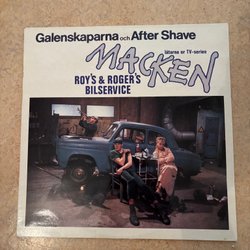 Galenskaparna och After Shave
MACKEN
låtarna ur TV-serien
ROY'S & ROGER'S
BILSERVICE